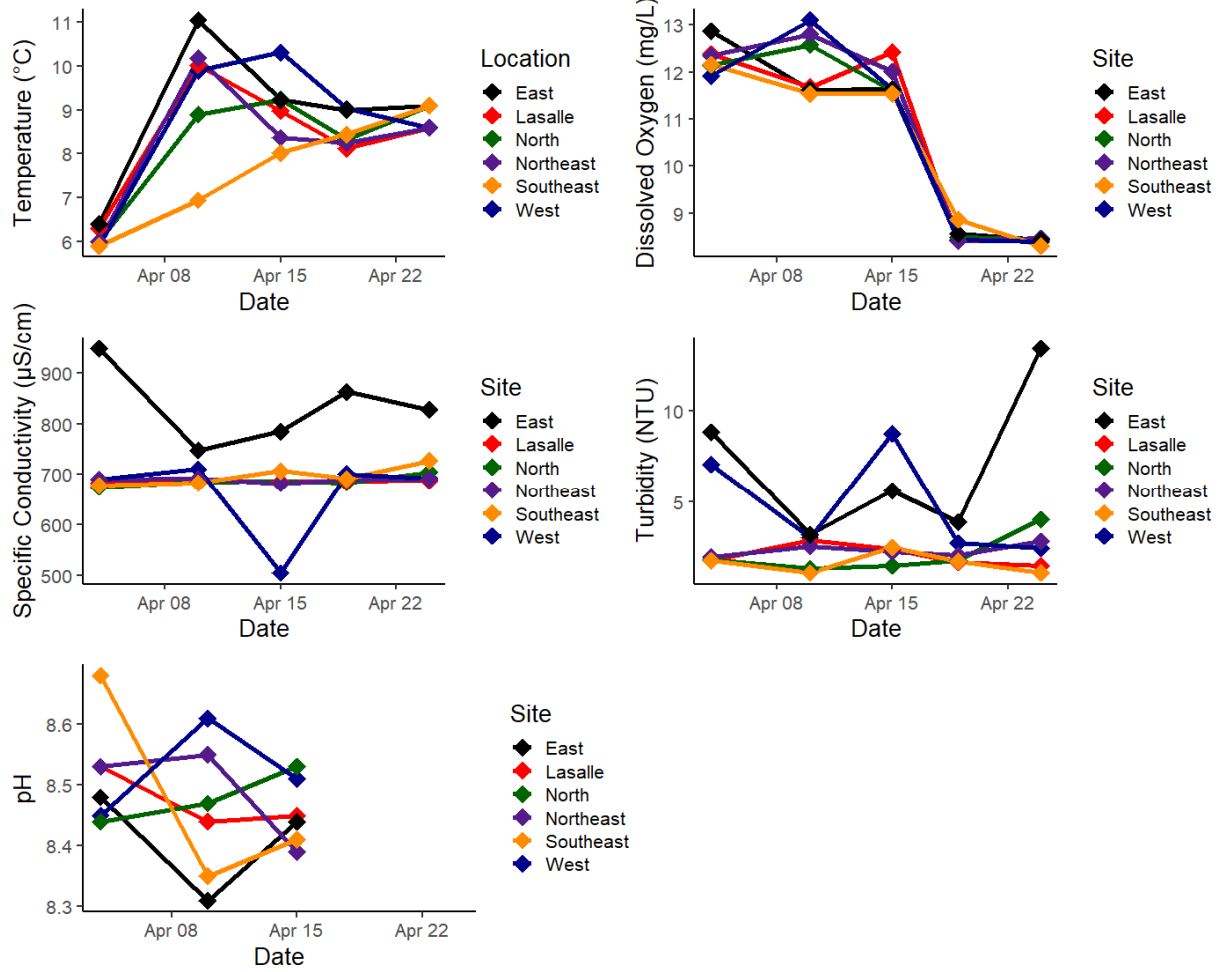 Temperature (°C)
11
10
9
8
7
6
Apr 08
Apr 15
Apr 22
Date
Location
East
Lasalle
North
Northeast
Southeast
West
Dissolved Oxygen (mg/L)
13
12
11
10
9
Apr 08
Apr 15
Apr 22
Date
Site
East
Lasalle
North
Northeast
Southeast
West
Specific Conductivity (µS/cm)
900
800
700
600
500
Apr 08
Apr 15
Apr 22
Date
Site
East
Lasalle
North
Northeast
Southeast
West
Turbidity (NTU)
10
5
Apr 08
Apr 15
Apr 22
Date
Site
East
Lasalle
North
Northeast
Southeast
West
pH
8.6
8.5
8.4
8.3
Apr 08
Apr 15
Apr 22
Date
Site
East
Lasalle
North
Northeast
Southeast
West